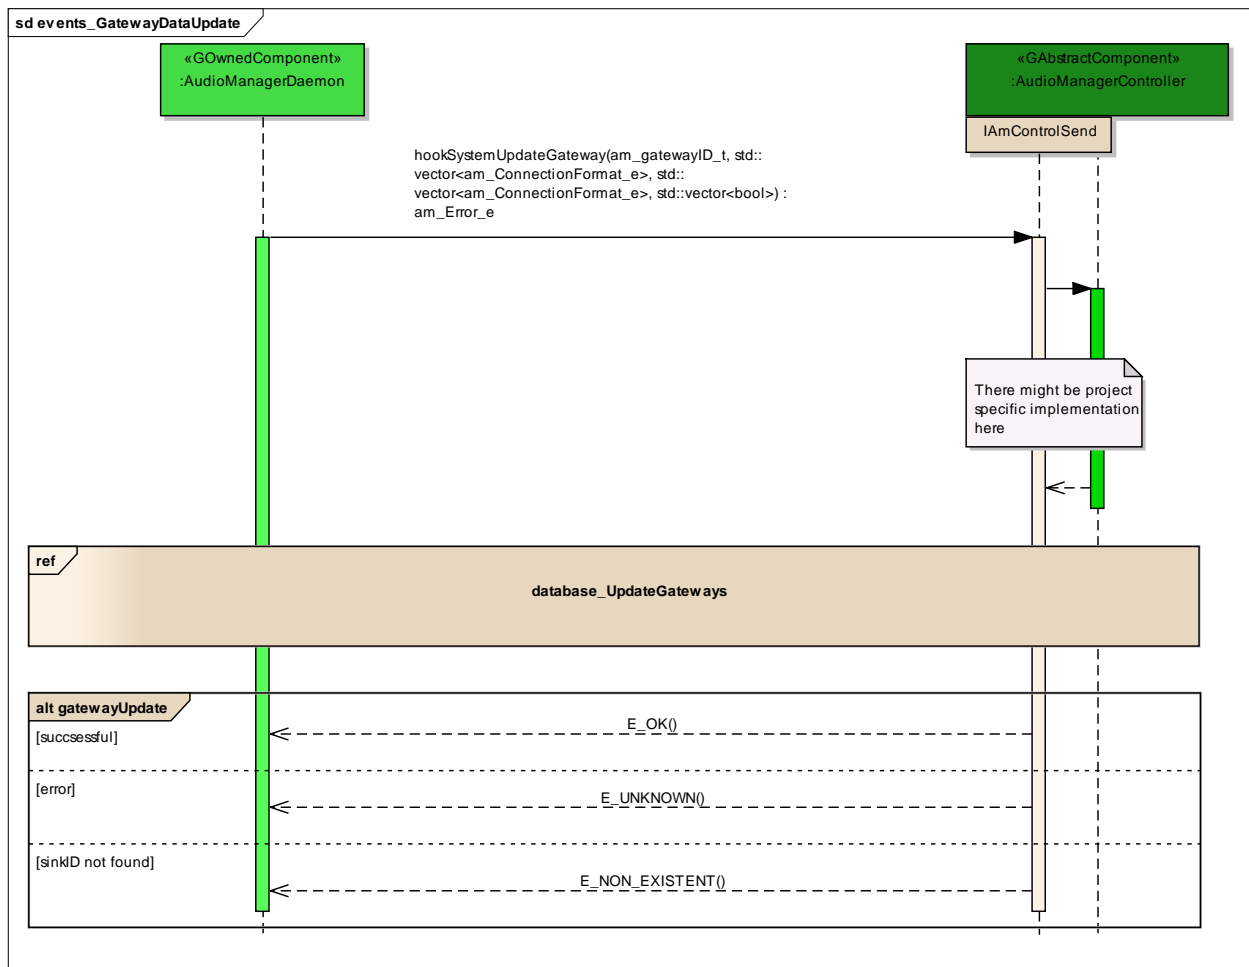 sd events_GatewayDataUpdate
«GOwnedComponent»
:AudioManagerDaemon
«GAbstractComponent»
:AudioManagerController
IAmControlSend
hookSystemUpdateGateway(am_gatewayID_t, std::
vector<am_ConnectionFormat_e>, std::
vector<am_ConnectionFormat_e>, std::vector<bool>) :
am_Error_e
There might be project
specific implementation
here
ref
database_UpdateGateways
alt gatewayUpdate
[succsessful]
E_OK()
[error]
E_UNKNOWN()
[sinkID not found]
E_NON_EXISTENT()